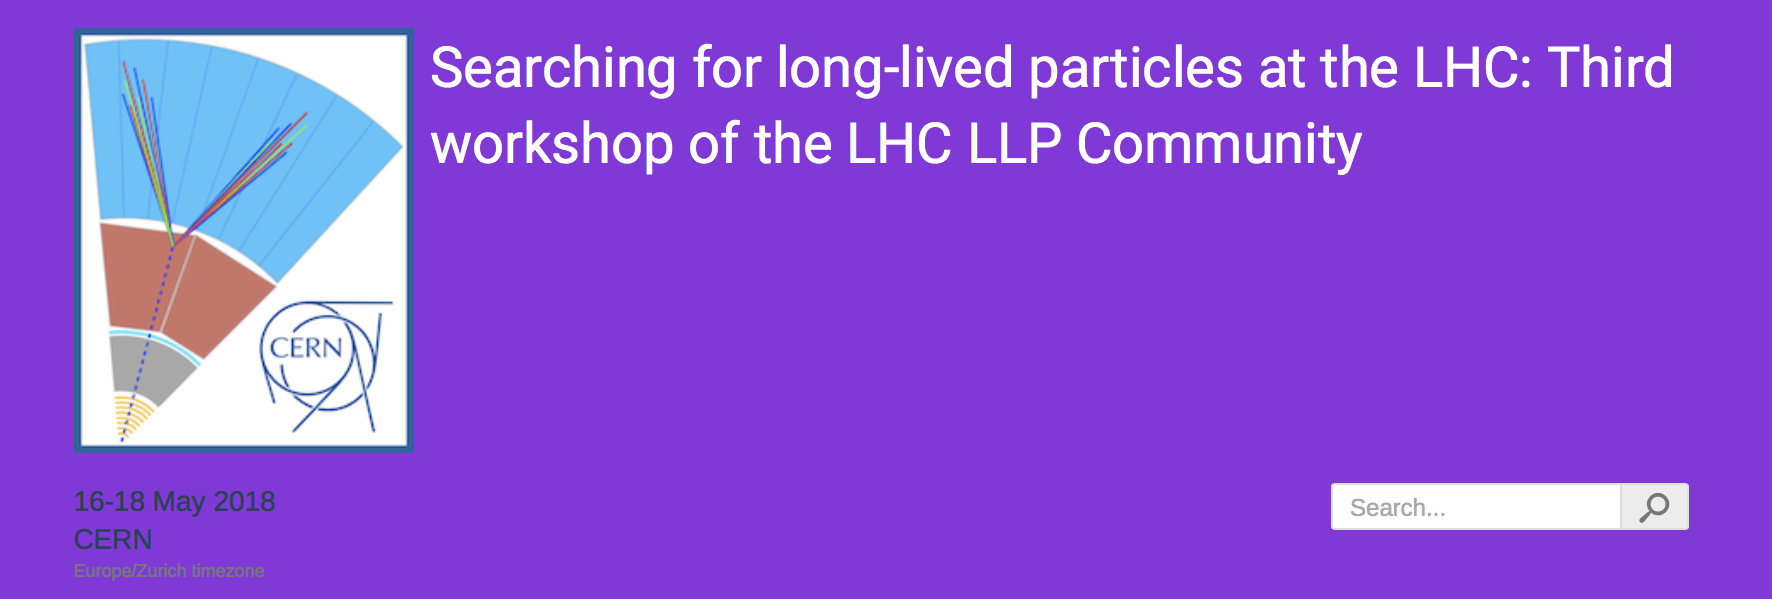 Searching for long-lived particles at the LHC: Third
workshop of the LHC LLP Community
CERN
16-18 May 2018
CERN
Europe/Zurich timezone
Search...